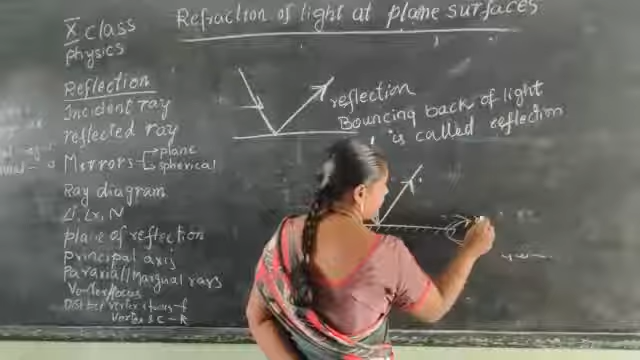 Refraction of light at plane surfaces
X class
physics
Reflection
Incident ray
reflected ray
Mirrors plane
spherical
Ray diagram
∠i, ∠r, N
plane of reflection
principal axis
Paraxial/Marginal rays
reflection
Bouncing back of light
is called reflection